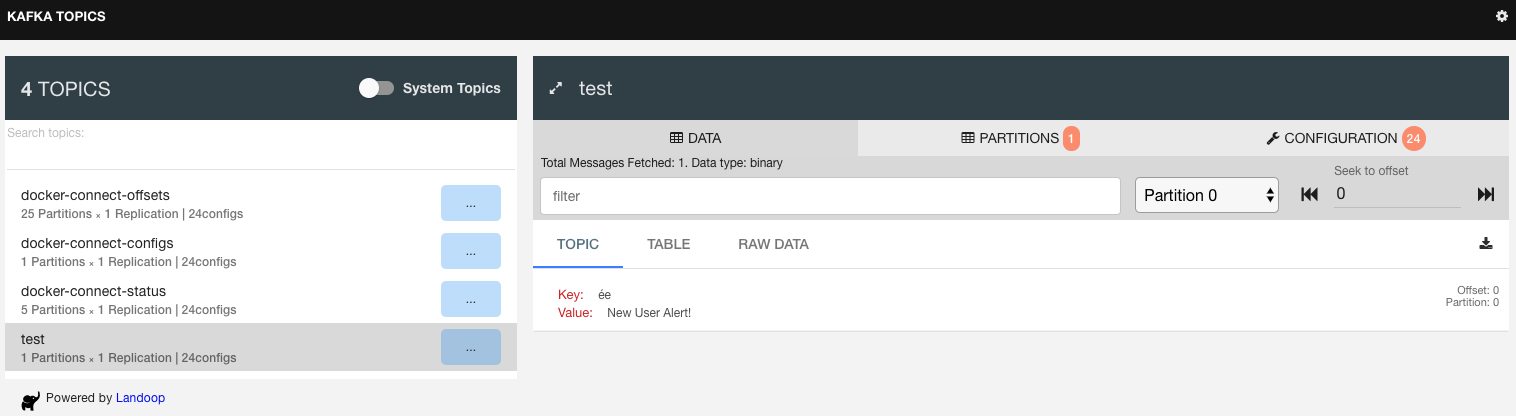 KAFKA TOPICS
4 TOPICS
System Topics
Search topics:
docker-connect-offsets
25 Partitions × 1 Replication | 24configs
...
docker-connect-configs
1 Partitions × 1 Replication | 24configs
...
docker-connect-status
5 Partitions × 1 Replication | 24configs
...
test
1 Partitions × 1 Replication | 24configs
...
Powered by Landoop
test
DATA
PARTITIONS 1
CONFIGURATION 24
Total Messages Fetched: 1. Data type: binary
filter
Partition 0
Seek to offset
0
TOPIC
TABLE
RAW DATA
Key: ée
Value: New User Alert!
Offset: 0
Partition: 0